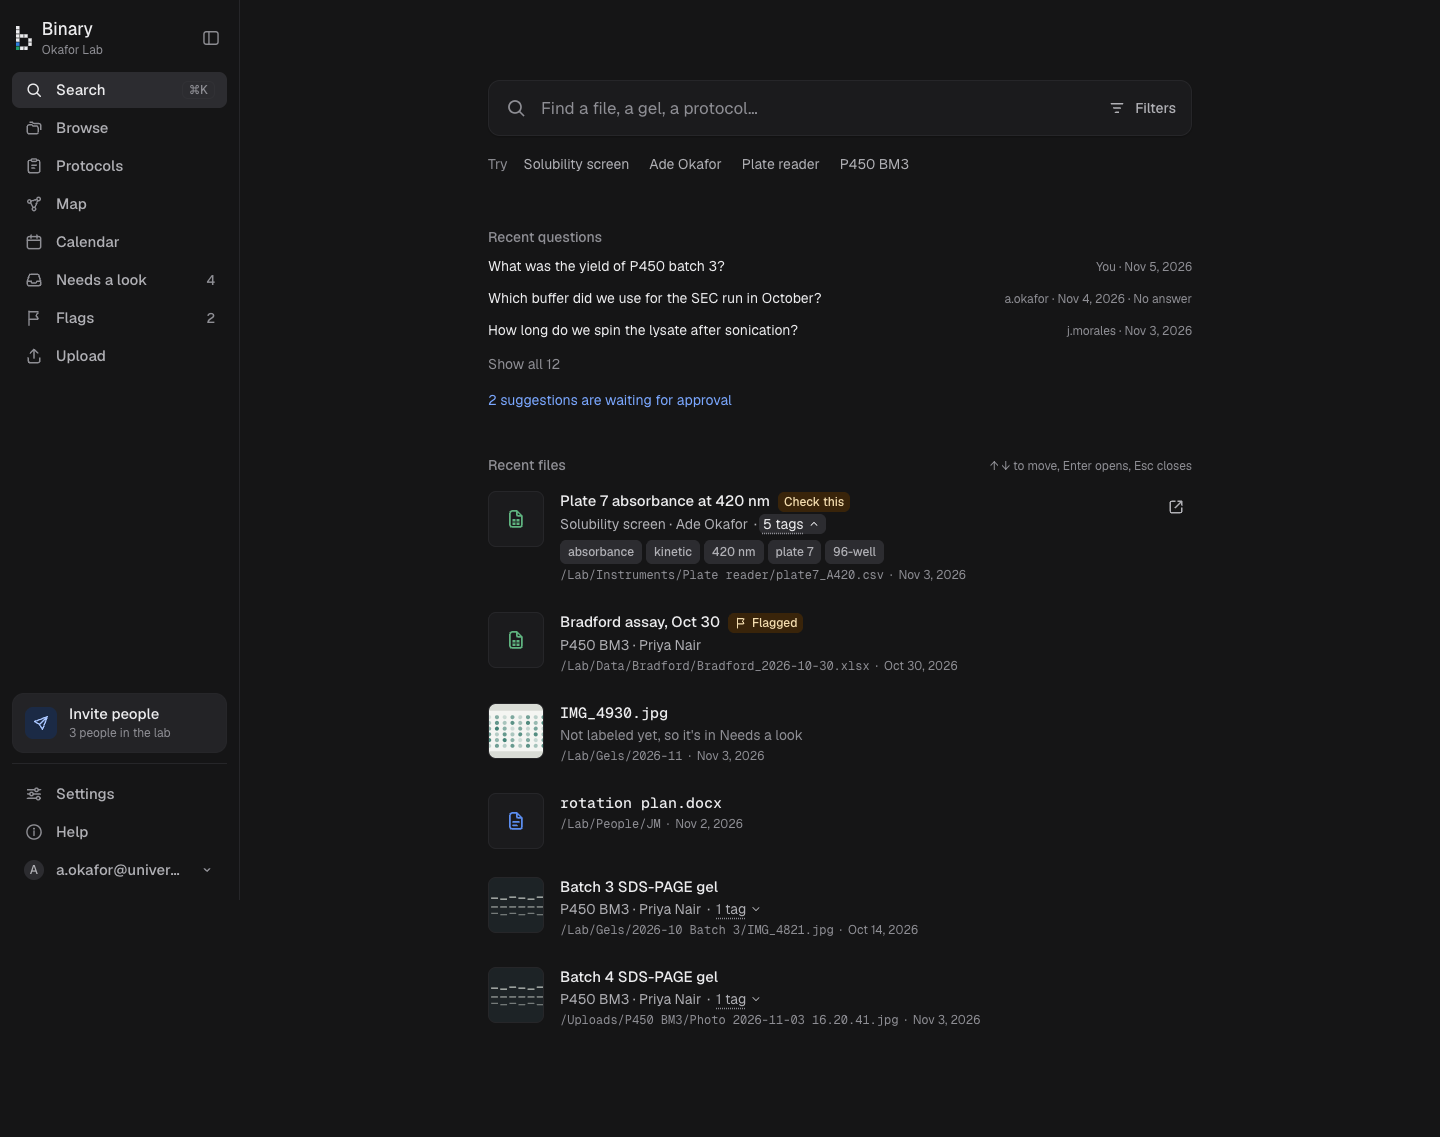 Binary
Okafor Lab
Search ⌘K
Browse
Protocols
Map
Calendar
Needs a look 4
Flags 2
Upload
Invite people
3 people in the lab
Settings
Help
A a.okafor@univer...
Find a file, a gel, a protocol...
Filters
Try Solubility screen Ade Okafor Plate reader P450 BM3
Recent questions
What was the yield of P450 batch 3? You · Nov 5, 2026
Which buffer did we use for the SEC run in October? a.okafor · Nov 4, 2026 · No answer
How long do we spin the lysate after sonication? j.morales · Nov 3, 2026
Show all 12
2 suggestions are waiting for approval
Recent files ↑↓ to move, Enter opens, Esc closes
Plate 7 absorbance at 420 nm Check this
Solubility screen · Ade Okafor · 5 tags
absorbance kinetic 420 nm plate 7 96-well
/Lab/Instruments/Plate reader/plate7_A420.csv · Nov 3, 2026
Bradford assay, Oct 30 Flagged
P450 BM3 · Priya Nair
/Lab/Data/Bradford/Bradford_2026-10-30.xlsx · Oct 30, 2026
IMG_4930.jpg
Not labeled yet, so it's in Needs a look
/Lab/Gels/2026-11 · Nov 3, 2026
rotation plan.docx
/Lab/People/JM · Nov 2, 2026
Batch 3 SDS-PAGE gel
P450 BM3 · Priya Nair · 1 tag
/Lab/Gels/2026-10 Batch 3/IMG_4821.jpg · Oct 14, 2026
Batch 4 SDS-PAGE gel
P450 BM3 · Priya Nair · 1 tag
/Uploads/P450 BM3/Photo 2026-11-03 16.20.41.jpg · Nov 3, 2026